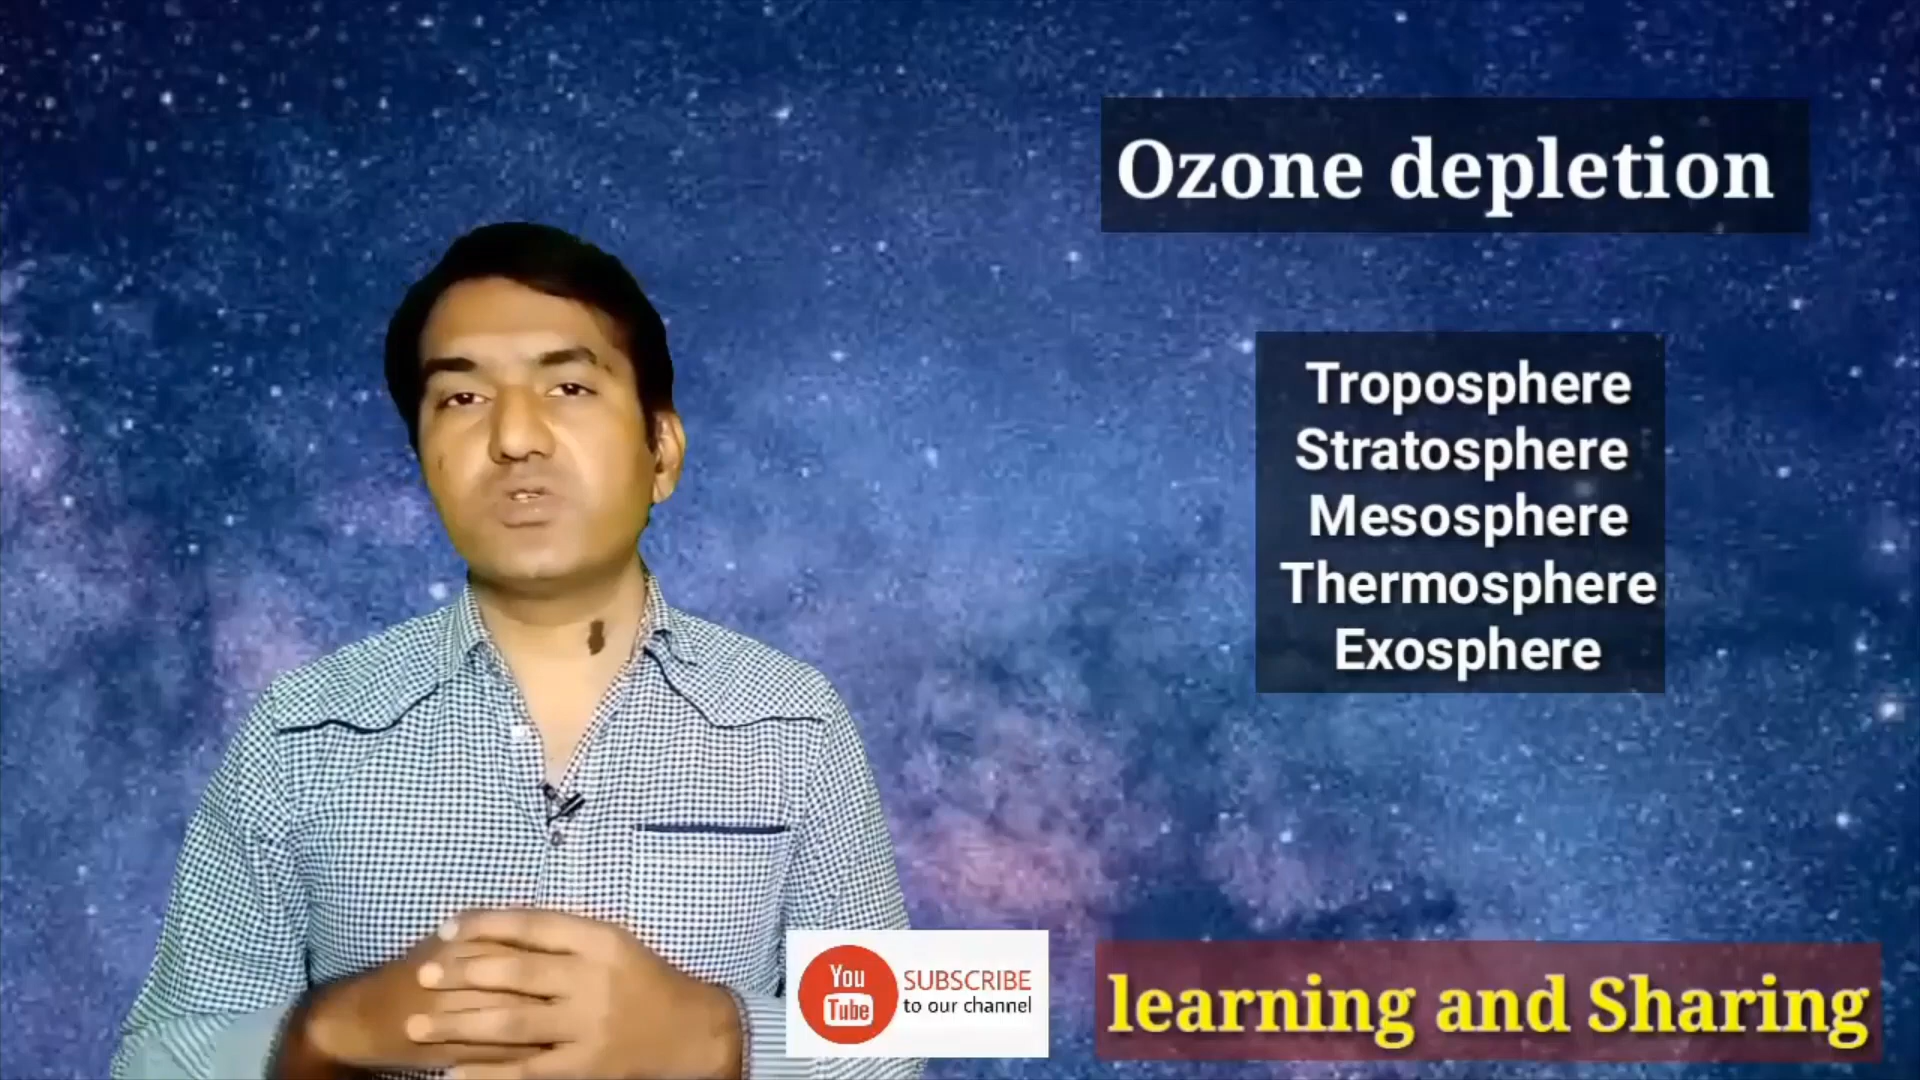 Ozone depletion
Troposphere
Stratosphere
Mesosphere
Thermosphere
Exosphere
You
Tube
SUBSCRIBE
to our channel
learning and Sharing